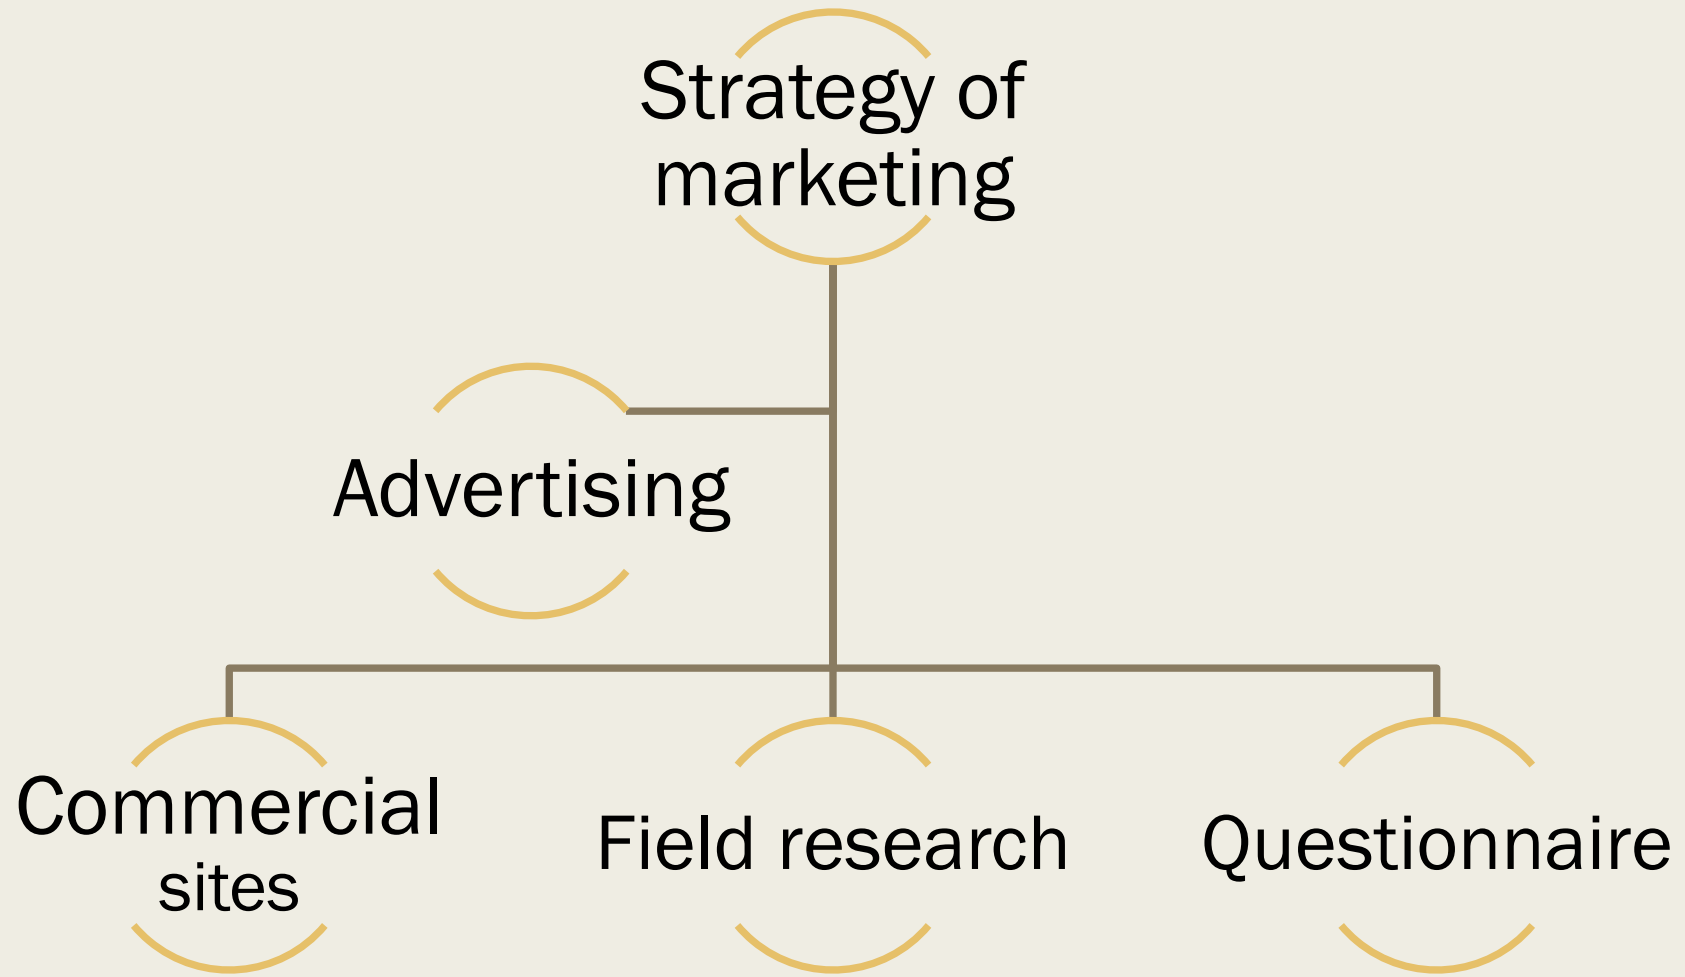 Strategy of
marketing
Advertising
Commercial
sites
Field research
Questionnaire